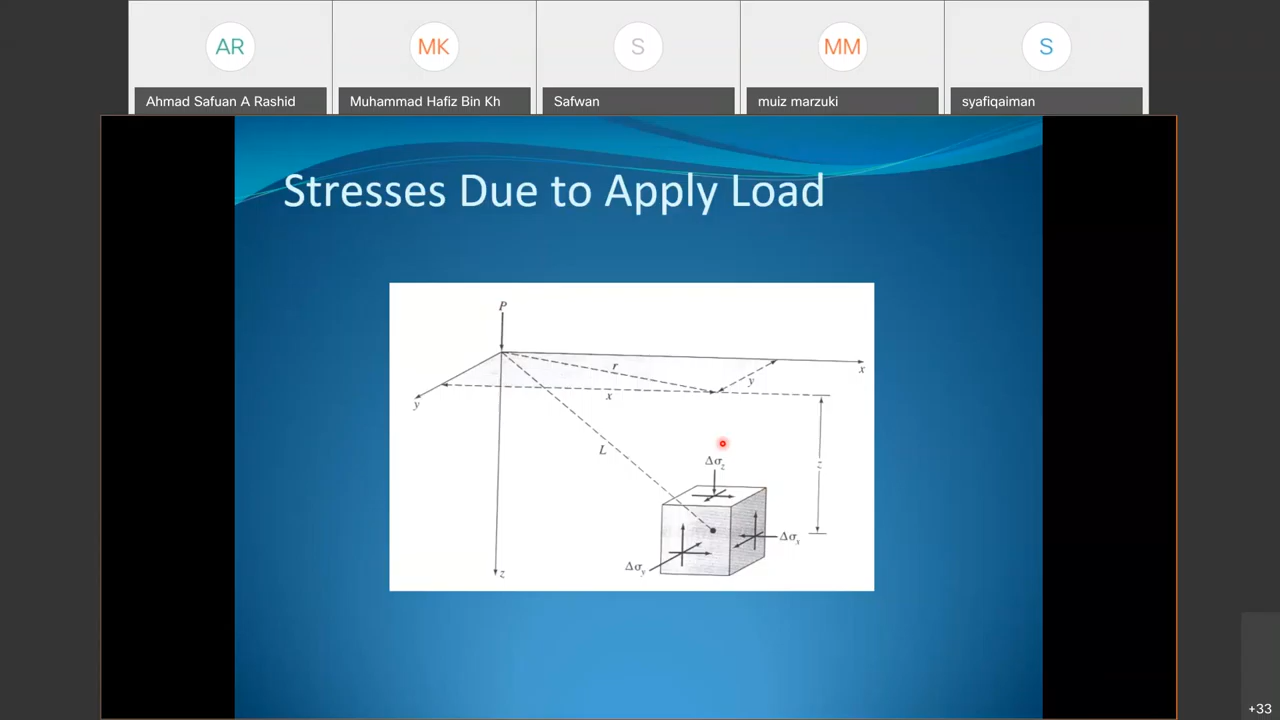 AR
MK
S
MM
S
Ahmad Safuan A Rashid
Muhammad Hafiz Bin Kh
Safwan
muiz marzuki
syafiqaiman
Stresses Due to Apply Load
P
r
x
y
x
y
L
Δσz
z
Δσx
Δσy
z
+33